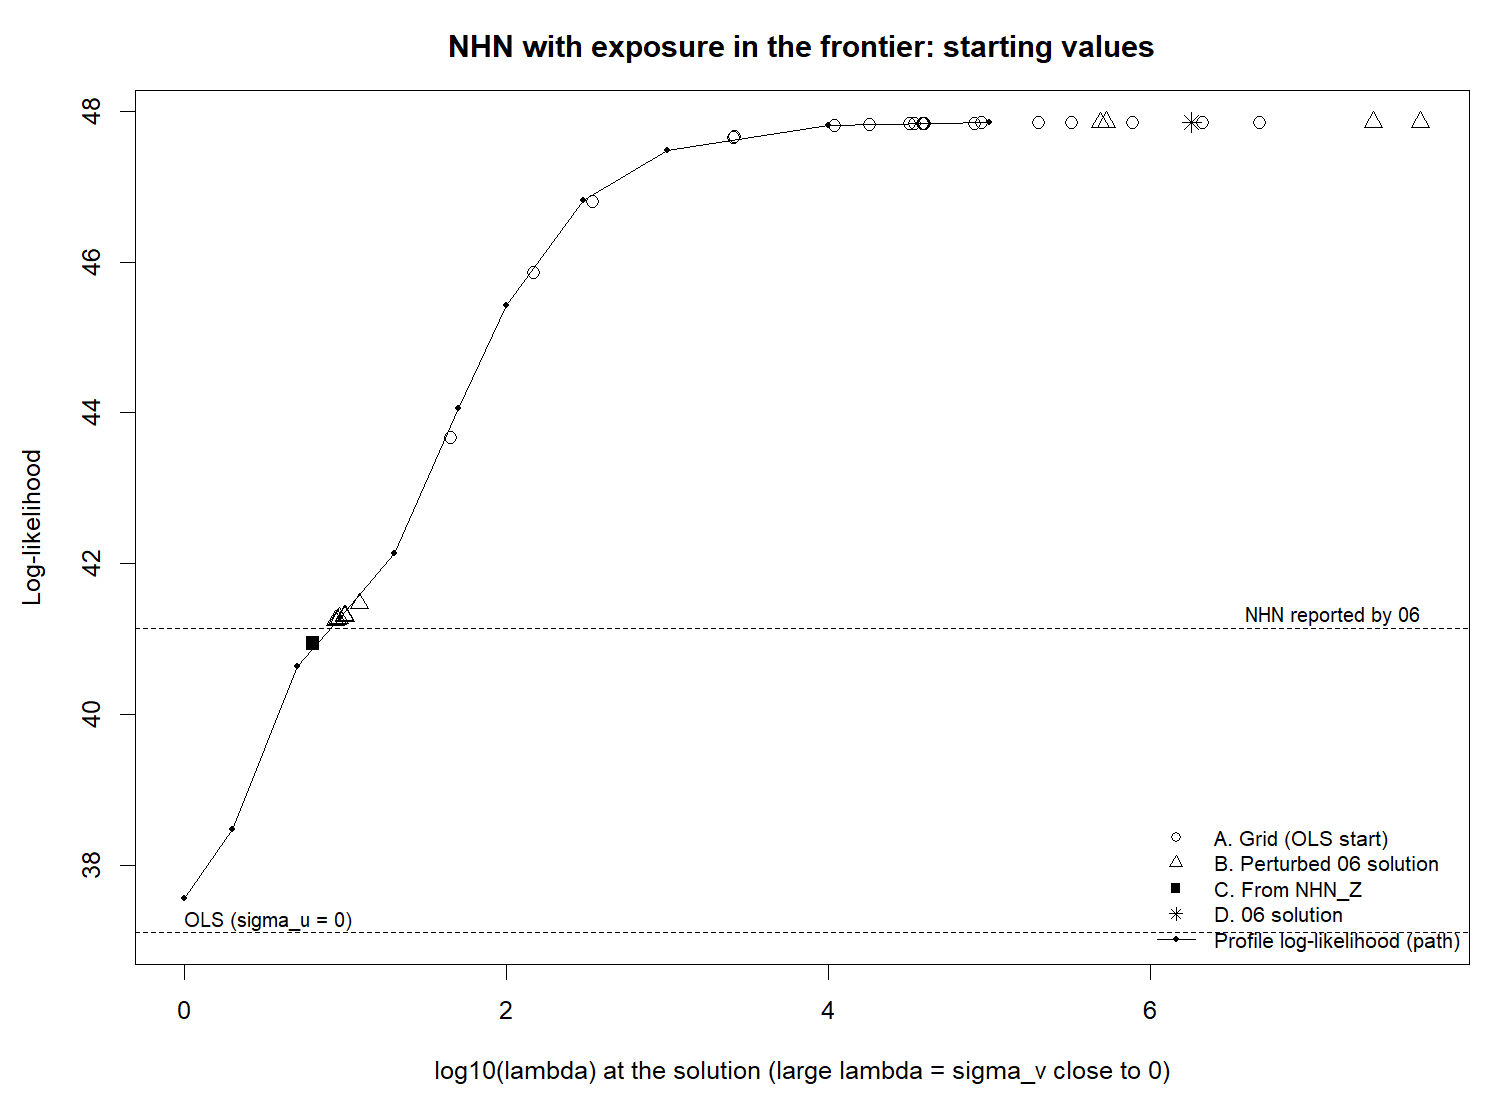 NHN with exposure in the frontier: starting values
Log-likelihood
48
46
44
42
40
38
NHN reported by 06
OLS (sigma_u = 0)
A. Grid (OLS start)
B. Perturbed 06 solution
C. From NHN_Z
D. 06 solution
Profile log-likelihood (path)
0 2 4 6
log10(lambda) at the solution (large lambda = sigma_v close to 0)